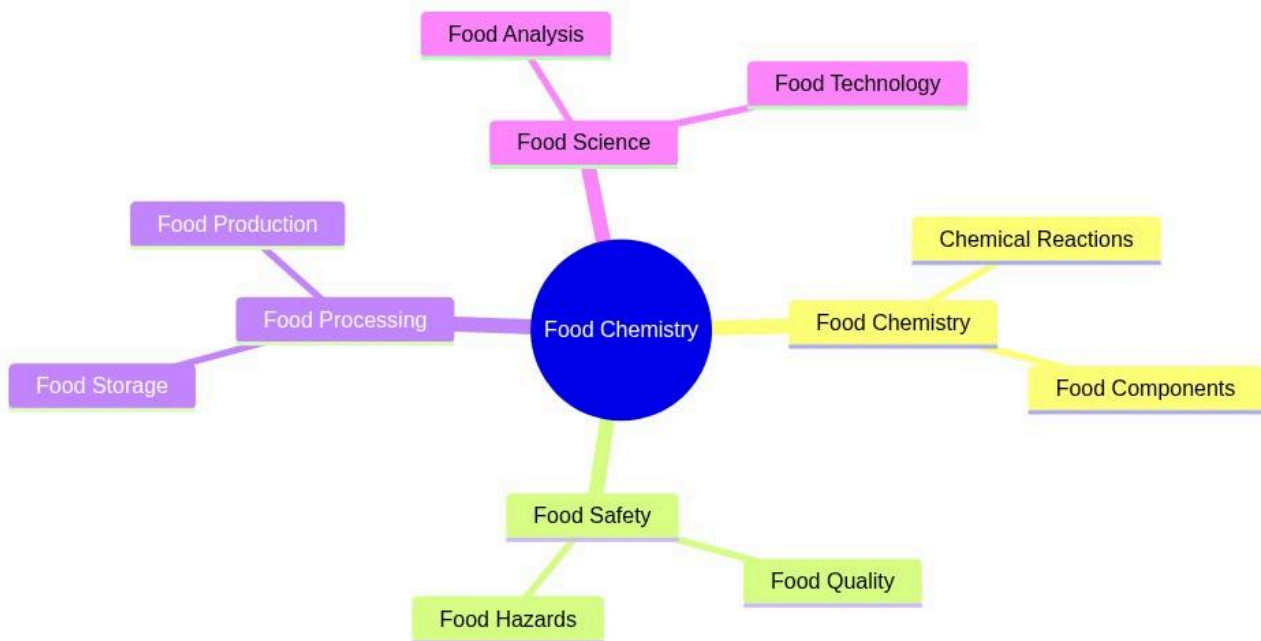 Food Analysis
Food Technology
Food Science
Food Production
Chemical Reactions
Food Processing
Food Chemistry
Food Chemistry
Food Storage
Food Components
Food Safety
Food Quality
Food Hazards